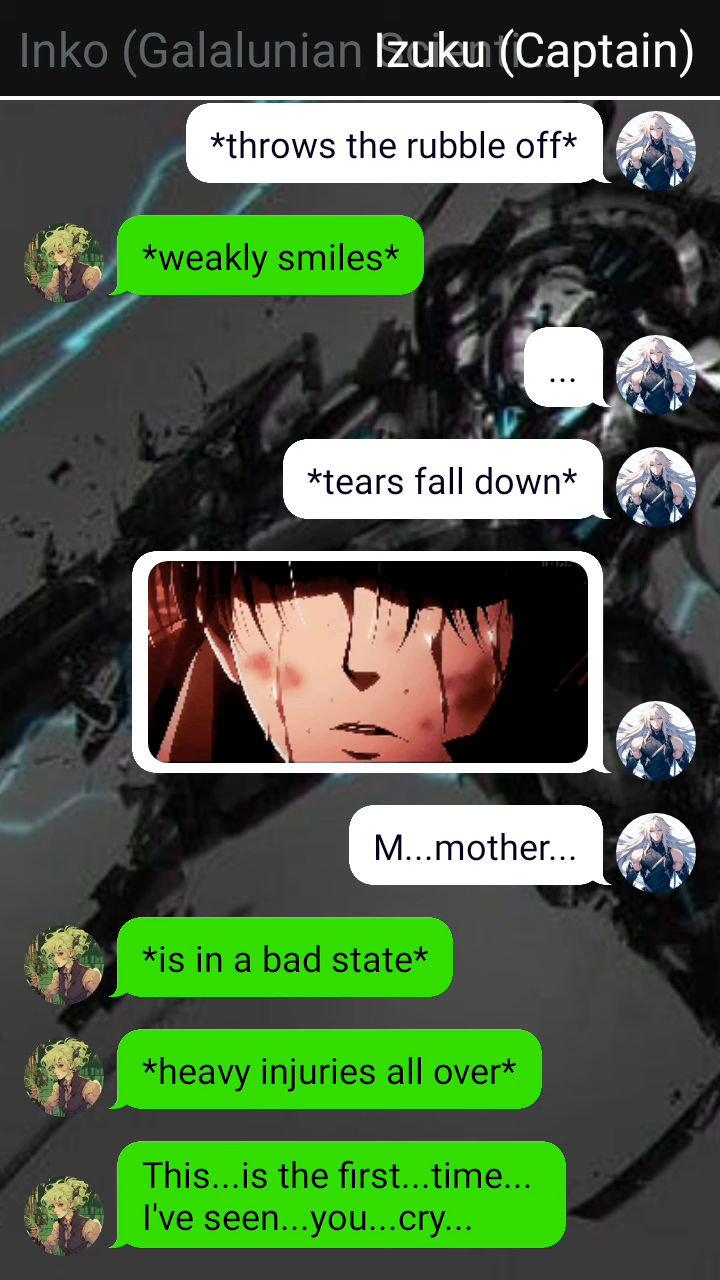 Inko (Galalunian
Izuku (Captain)
*throws the rubble off*
*weakly smiles*
...
*tears fall down*
M...mother...
*is in a bad state*
*heavy injuries all over*
This...is the first...time...
I've seen...you...cry...